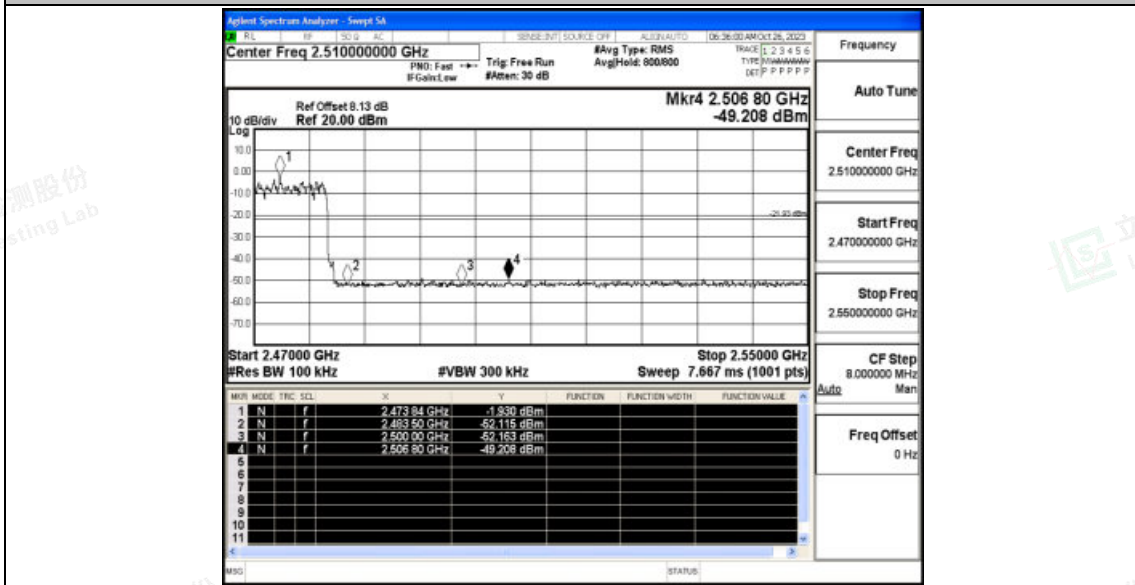 Agilent Spectrum Analyzer - Swept SA
RL RF 50 Ω AC SENSE:INT SOURCE OFF ALIGNAUTO 06:36:00 AM Oct 26, 2023
Center Freq 2.510000000 GHz
PNO: Fast
IFGain:Low
Trig: Free Run
#Atten: 30 dB
#Avg Type: RMS
Avg|Hold: 800/800
TRACE 1 2 3 4 5 6
TYPE
DET P P P P P P
Ref Offset 8.13 dB
Ref 20.00 dBm
10 dB/div
Log
Mkr4 2.506 80 GHz
-49.208 dBm
10.0
0.00
-10.0
-20.0
-30.0
-40.0
-50.0
-60.0
-70.0
1
2
3
4
-21.93 dBm
Start 2.47000 GHz
Stop 2.55000 GHz
#Res BW 100 kHz
#VBW 300 kHz
Sweep 7.667 ms (1001 pts)
MKR MODE TRC SCL X Y FUNCTION FUNCTION WIDTH FUNCTION VALUE
1 N f 2.473 84 GHz -1.930 dBm
2 N f 2.483 50 GHz -52.115 dBm
3 N f 2.500 00 GHz -52.163 dBm
4 N f 2.506 80 GHz -49.208 dBm
5
6
7
8
9
10
11
MSG
STATUS
Frequency
Auto Tune
Center Freq
2.510000000 GHz
Start Freq
2.470000000 GHz
Stop Freq
2.550000000 GHz
CF Step
8.000000 MHz
Auto Man
Freq Offset
0 Hz
测股份
sting Lab
立